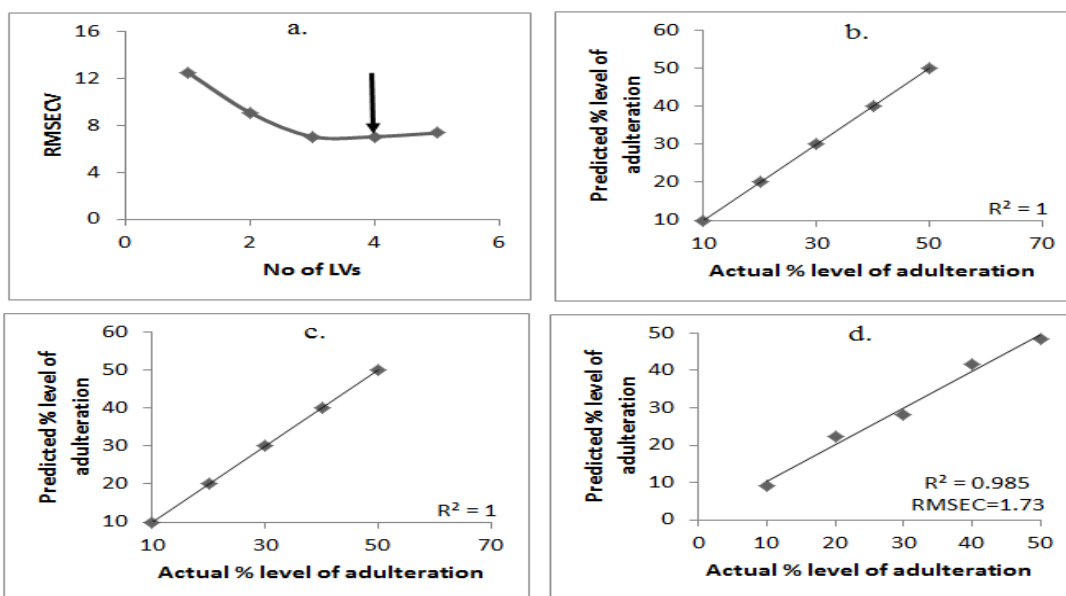 a.
RMSECV
16
12
8
4
0
0 2 4 6
No of LVs
b.
Predicted % level of
adulteration
60
50
40
30
20
10
R² = 1
10 30 50 70
Actual % level of adulteration
c.
Predicted % level of
adulteration
60
50
40
30
20
10
R² = 1
10 30 50 70
Actual % level of adulteration
d.
Predicted % level of
adulteration
50
40
30
20
10
0
R² = 0.985
RMSEC=1.73
0 10 20 30 40 50
Actual % level of adulteration